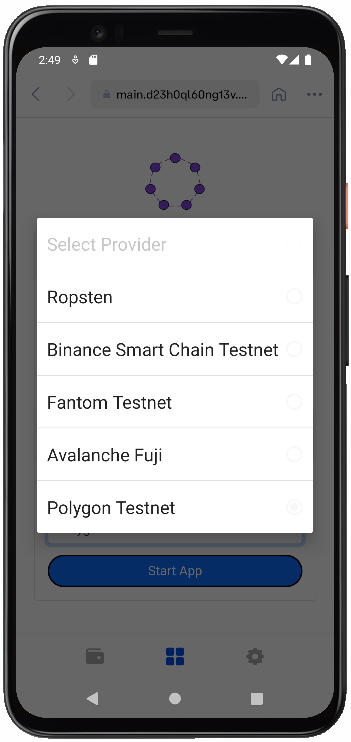 2:49
main.d23h0ql60ng13v....
Select Provider
Ropsten
Binance Smart Chain Testnet
Fantom Testnet
Avalanche Fuji
Polygon Testnet
Start App